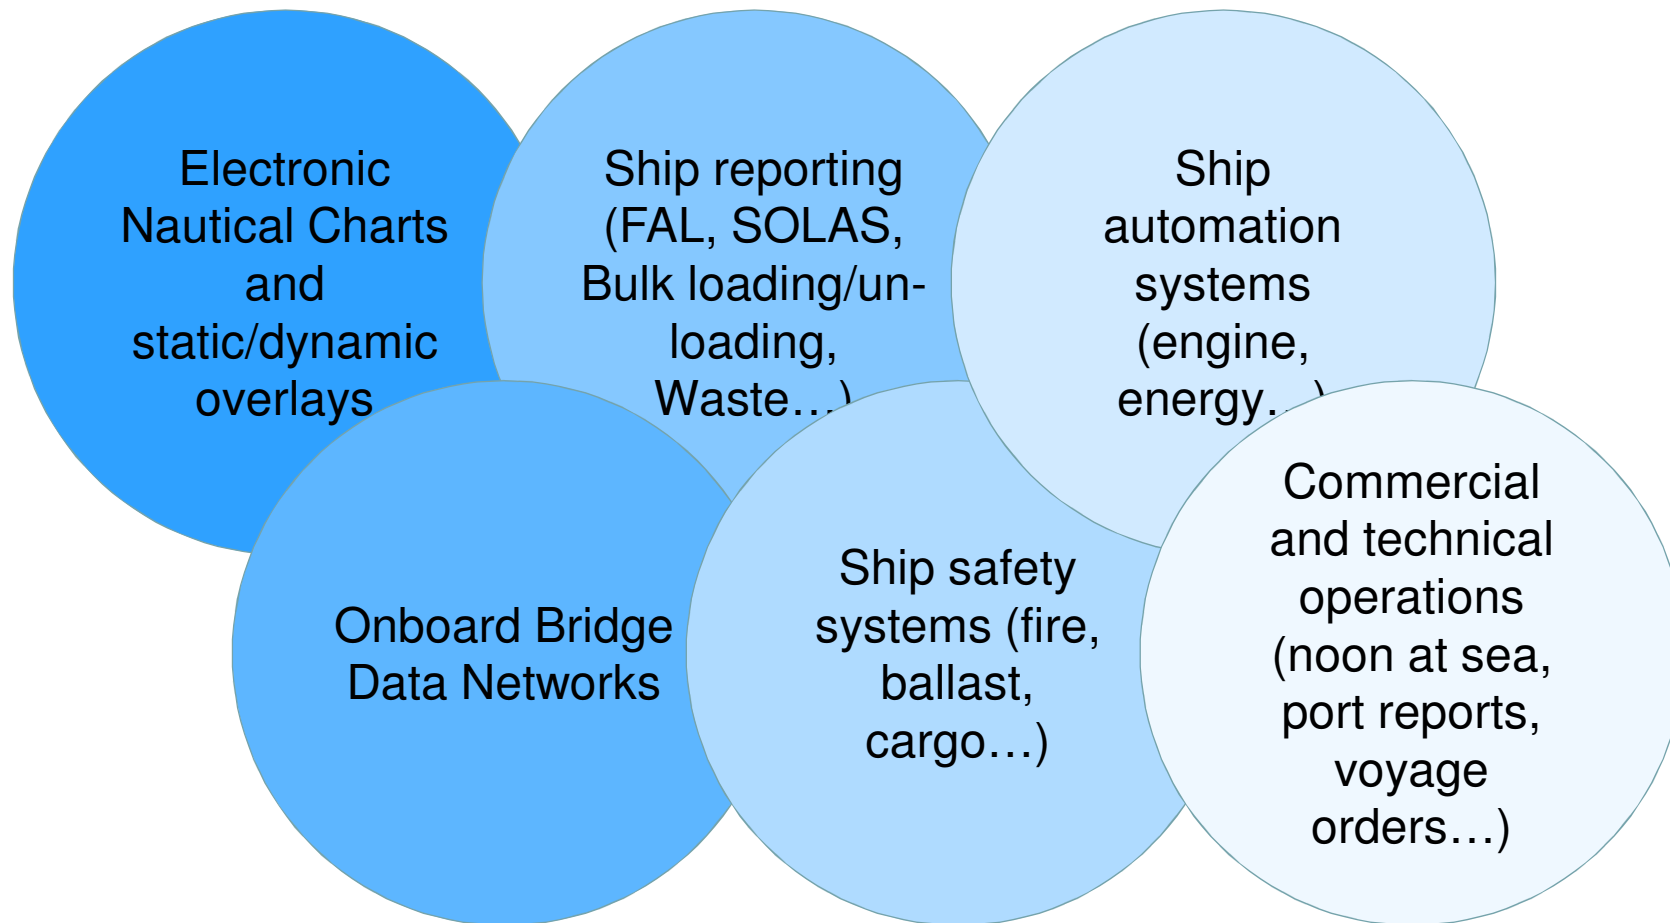 Electronic
Nautical Charts
and
static/dynamic
overlays
Ship reporting
(FAL, SOLAS,
Bulk loading/un-
loading,
Waste…)
Ship
automation
systems
(engine,
energy…)
Onboard Bridge
Data Networks
Ship safety
systems (fire,
ballast,
cargo…)
Commercial
and technical
operations
(noon at sea,
port reports,
voyage
orders…)